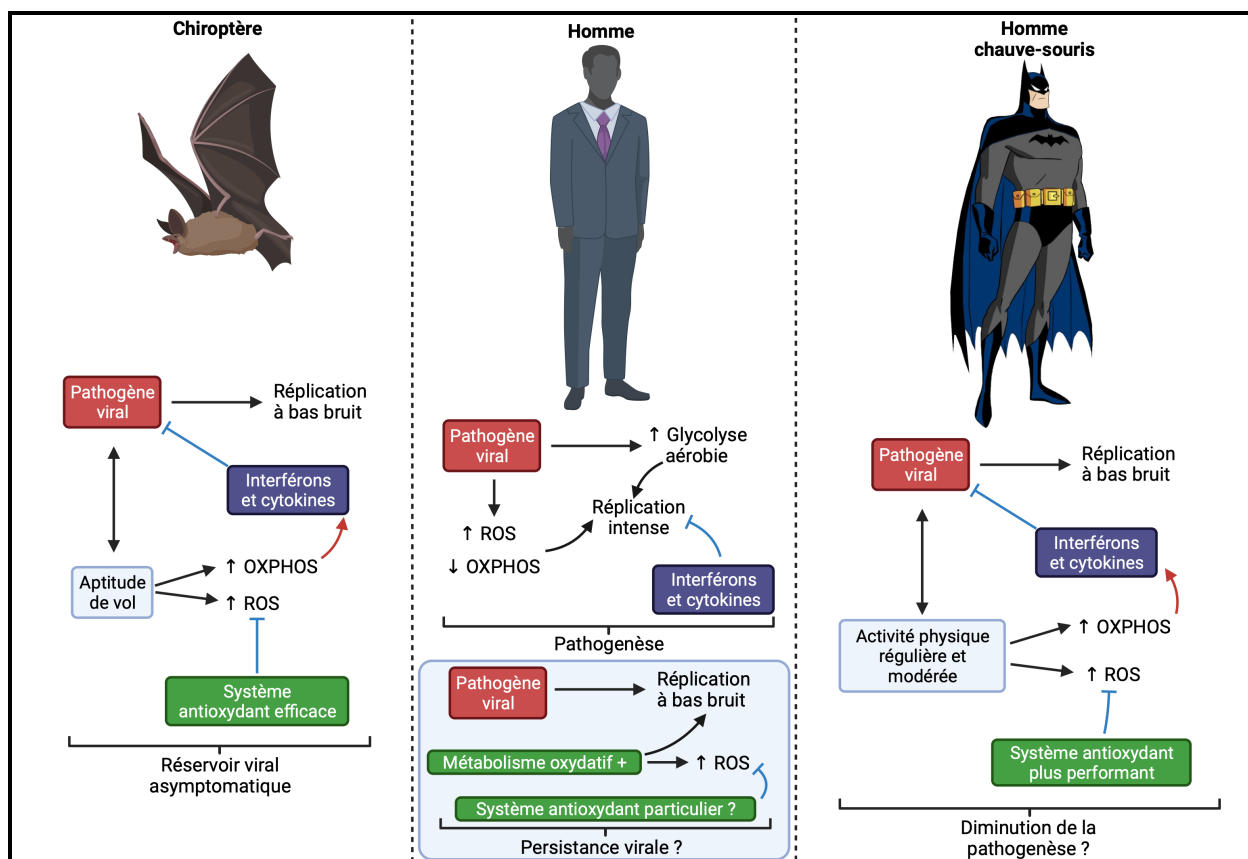 Chiroptère
Pathogène
viral
Réplication
à bas bruit
Interférons
et cytokines
Aptitude
de vol
↑ OXPHOS
↑ ROS
Système
antioxydant efficace
Réservoir viral
asymptomatique
Homme
Pathogène
viral
↑ Glycolyse
aérobie
Réplication
intense
↑ ROS
↓ OXPHOS
Interférons
et cytokines
Pathogenèse
Pathogène
viral
Réplication
à bas bruit
Métabolisme oxydatif +
↑ ROS
Système antioxydant particulier ?
Persistance virale ?
Homme
chauve-souris
Pathogène
viral
Réplication
à bas bruit
Interférons
et cytokines
Activité physique
régulière et
modérée
↑ OXPHOS
↑ ROS
Système antioxydant
plus performant
Diminution de la
pathogenèse ?